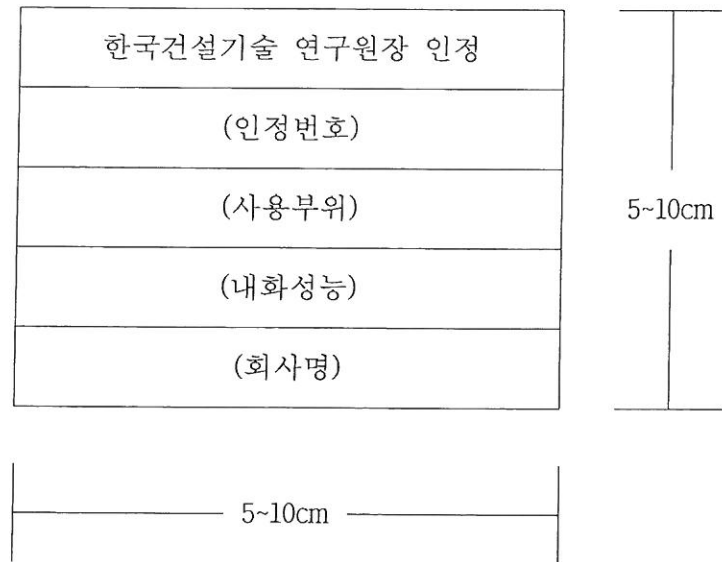 한국건설기술 연구원장 인정
(인정번호)
(사용부위)
5~10cm
(내화성능)
(회사명)
5~10cm